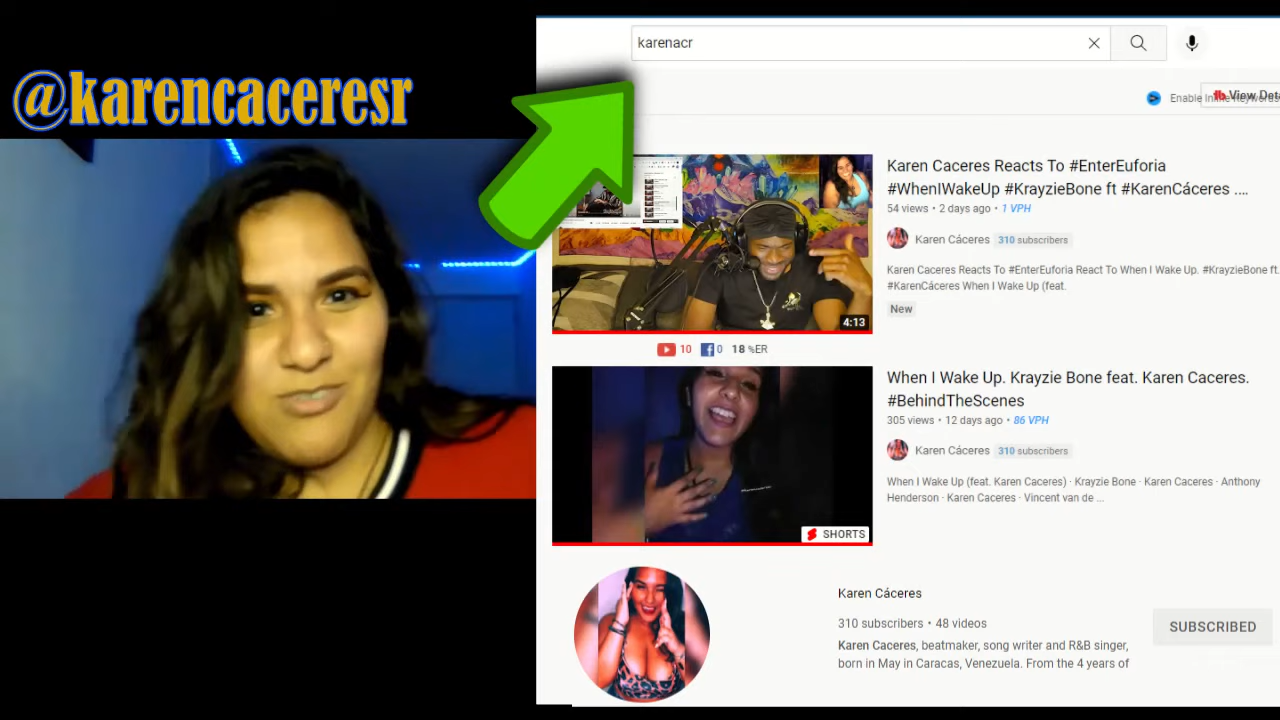 @karencaceresr
karenacr
Enable Inline Keywords
View Det
Karen Caceres Reacts To #EnterEuforia
#WhenIWakeUp #KrayzieBone ft #KarenCáceres ....
54 views • 2 days ago • 1 VPH
Karen Cáceres 310 subscribers
Karen Caceres Reacts To #EnterEuforia React To When I Wake Up. #KrayzieBone ft.
#KarenCáceres When I Wake Up (feat.
New
4:13
10 0 18 %ER
When I Wake Up. Krayzie Bone feat. Karen Caceres.
#BehindTheScenes
305 views • 12 days ago • 86 VPH
Karen Cáceres 310 subscribers
When I Wake Up (feat. Karen Caceres) · Krayzie Bone · Karen Caceres · Anthony
Henderson · Karen Caceres · Vincent van de ...
SHORTS
Karen Cáceres
310 subscribers • 48 videos
SUBSCRIBED
Karen Caceres, beatmaker, song writer and R&B singer,
born in May in Caracas, Venezuela. From the 4 years of